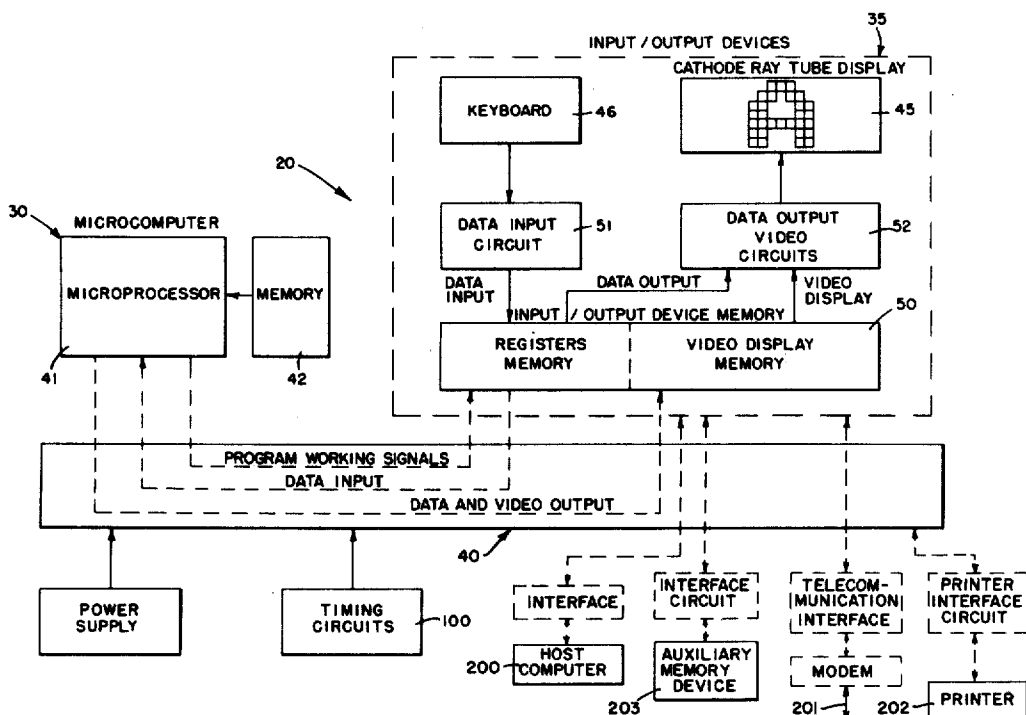 INPUT / OUTPUT DEVICES
35
CATHODE RAY TUBE DISPLAY
KEYBOARD
46
45
20
30
MICROCOMPUTER
DATA INPUT
CIRCUIT
51
DATA OUTPUT
VIDEO
CIRCUITS
52
MICROPROCESSOR
MEMORY
DATA
INPUT
DATA OUTPUT
VIDEO
DISPLAY
INPUT / OUTPUT DEVICE MEMORY
50
REGISTERS
MEMORY
VIDEO DISPLAY
MEMORY
41
42
PROGRAM WORKING SIGNALS
DATA INPUT
DATA AND VIDEO OUTPUT
40
POWER
SUPPLY
TIMING
CIRCUITS
100
INTERFACE
INTERFACE
CIRCUIT
TELECOM-
MUNICATION
INTERFACE
PRINTER
INTERFACE
CIRCUIT
200
HOST
COMPUTER
AUXILIARY
MEMORY
DEVICE
203
MODEM
201
202
PRINTER